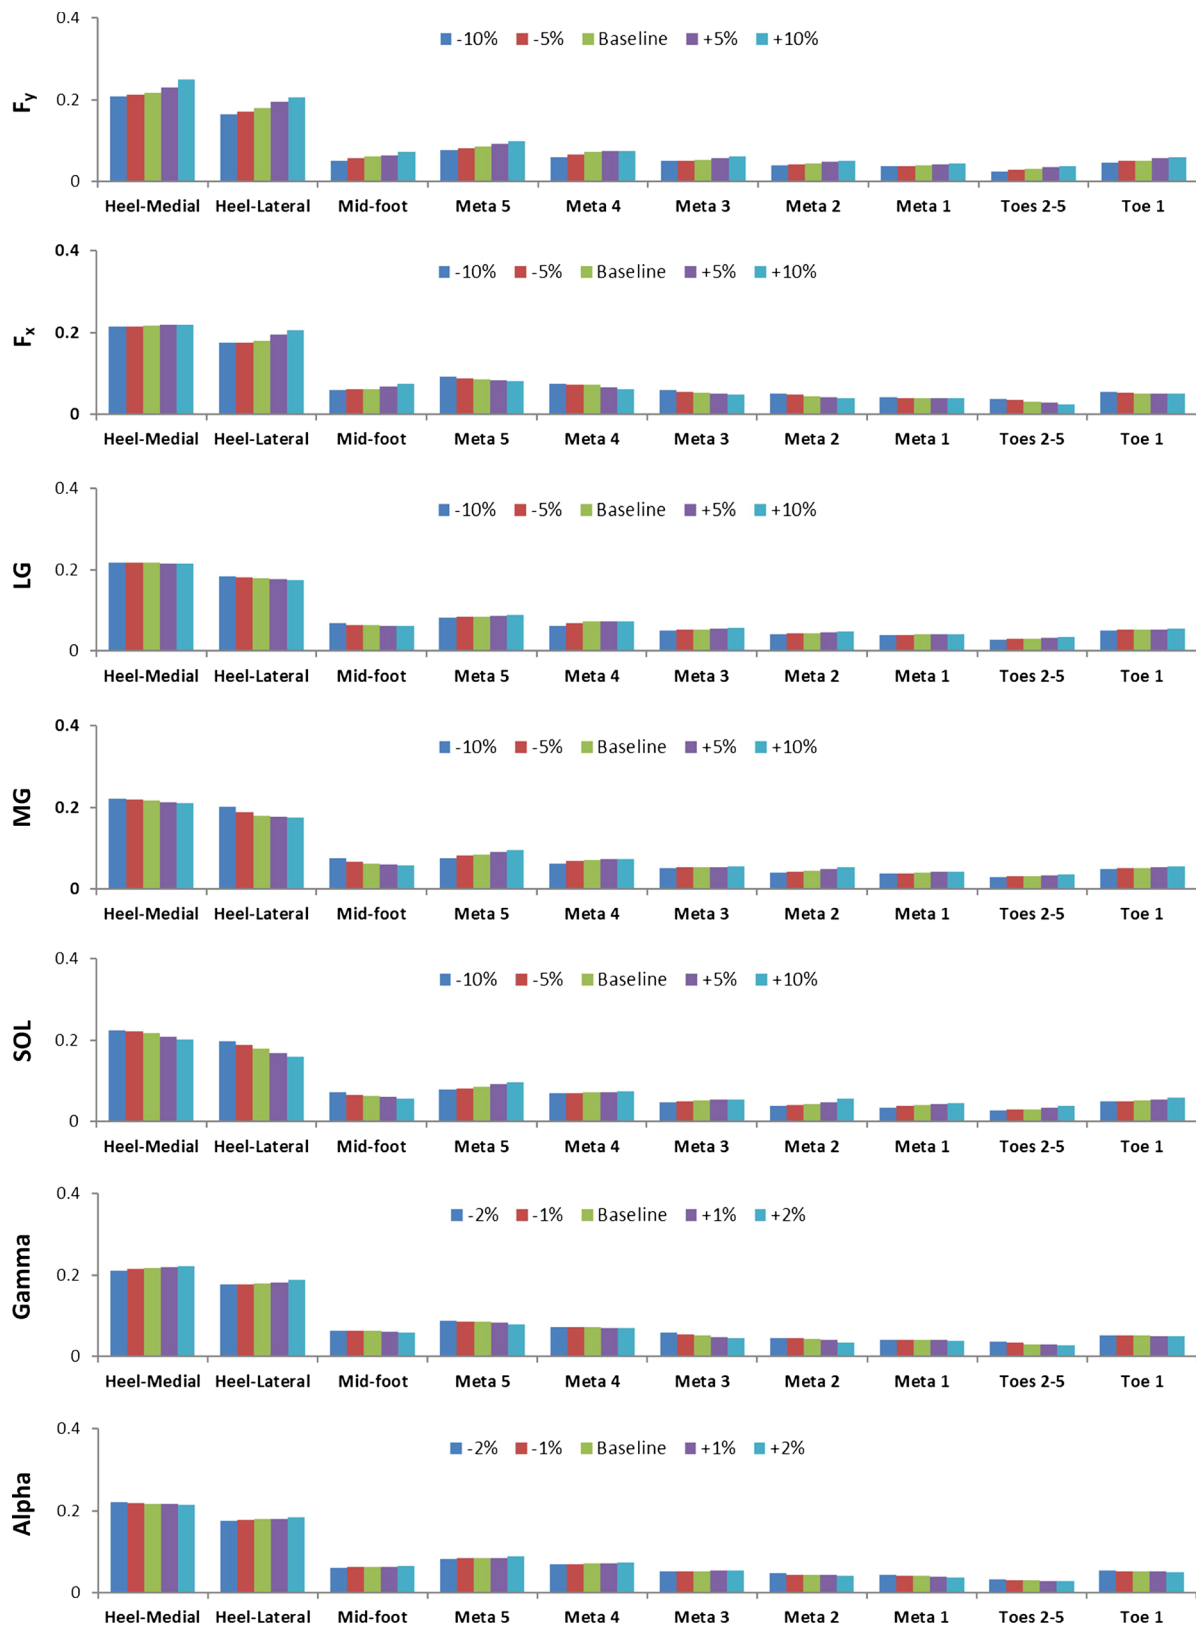 0.4
-10% -5% Baseline +5% +10%
Fy
0.2
0
Heel-Medial Heel-Lateral Mid-foot Meta 5 Meta 4 Meta 3 Meta 2 Meta 1 Toes 2-5 Toe 1
0.4
-10% -5% Baseline +5% +10%
Fx
0.2
0
Heel-Medial Heel-Lateral Mid-foot Meta 5 Meta 4 Meta 3 Meta 2 Meta 1 Toes 2-5 Toe 1
0.4
-10% -5% Baseline +5% +10%
LG
0.2
0
Heel-Medial Heel-Lateral Mid-foot Meta 5 Meta 4 Meta 3 Meta 2 Meta 1 Toes 2-5 Toe 1
0.4
-10% -5% Baseline +5% +10%
MG
0.2
0
Heel-Medial Heel-Lateral Mid-foot Meta 5 Meta 4 Meta 3 Meta 2 Meta 1 Toes 2-5 Toe 1
0.4
-10% -5% Baseline +5% +10%
SOL
0.2
0
Heel-Medial Heel-Lateral Mid-foot Meta 5 Meta 4 Meta 3 Meta 2 Meta 1 Toes 2-5 Toe 1
0.4
-2% -1% Baseline +1% +2%
Gamma
0.2
0
Heel-Medial Heel-Lateral Mid-foot Meta 5 Meta 4 Meta 3 Meta 2 Meta 1 Toes 2-5 Toe 1
0.4
-2% -1% Baseline +1% +2%
Alpha
0.2
0
Heel-Medial Heel-Lateral Mid-foot Meta 5 Meta 4 Meta 3 Meta 2 Meta 1 Toes 2-5 Toe 1